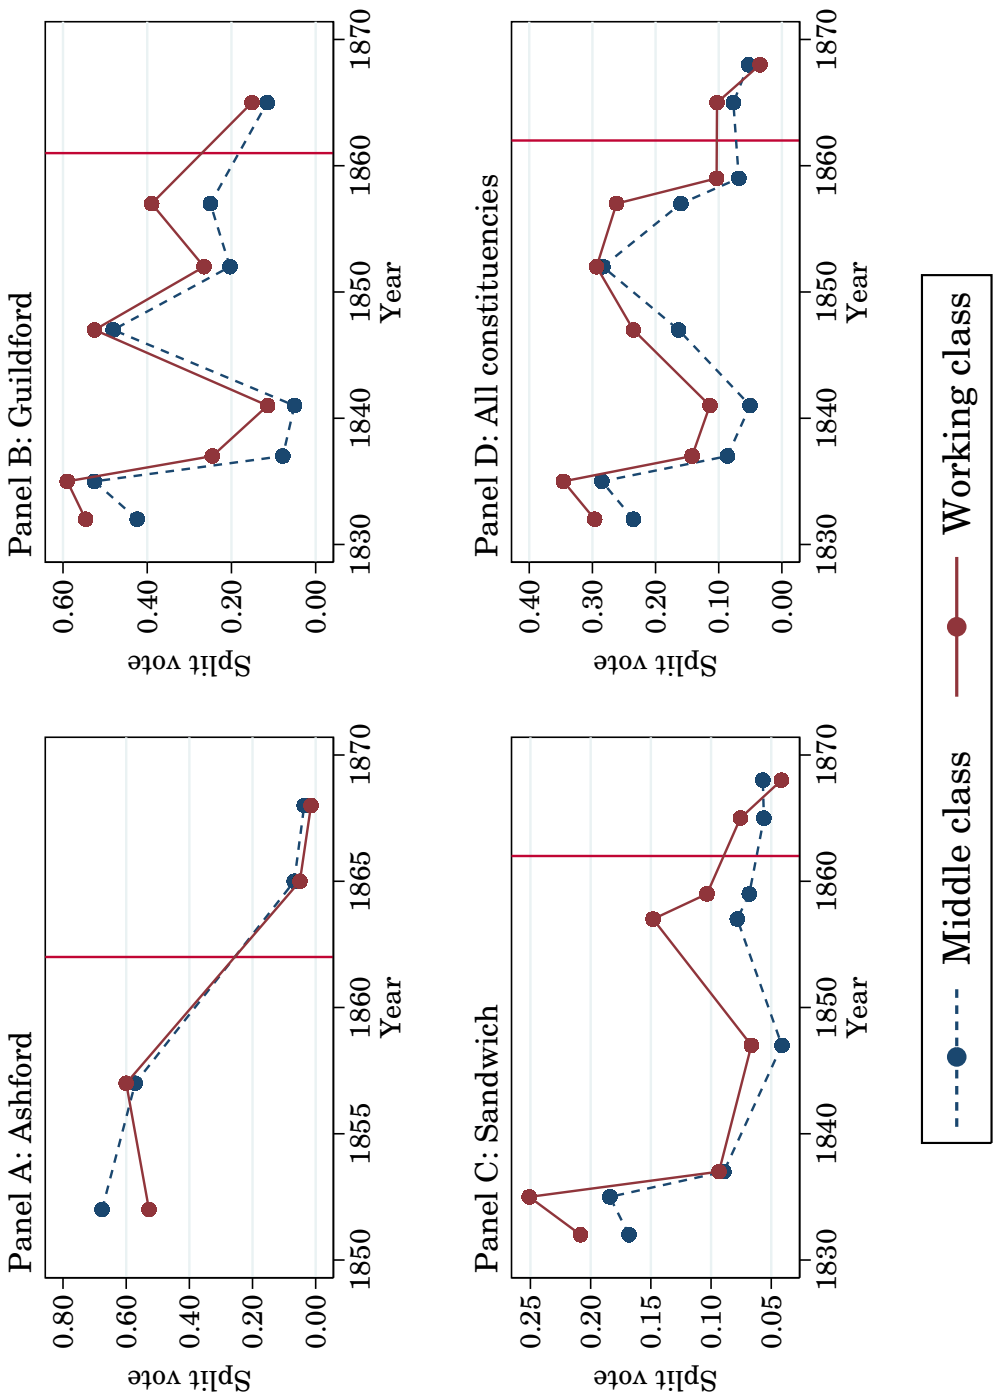 Panel A: Ashford
Split vote
0.80
0.60
0.40
0.20
0.00
1850
1855
1860
1865
1870
Year
Panel B: Guildford
Split vote
0.60
0.40
0.20
0.00
1830
1840
1850
1860
1870
Year
Panel C: Sandwich
Split vote
0.25
0.20
0.15
0.10
0.05
1830
1840
1850
1860
1870
Year
Panel D: All constituencies
Split vote
0.40
0.30
0.20
0.10
0.00
1830
1840
1850
1860
1870
Year
Middle class
Working class